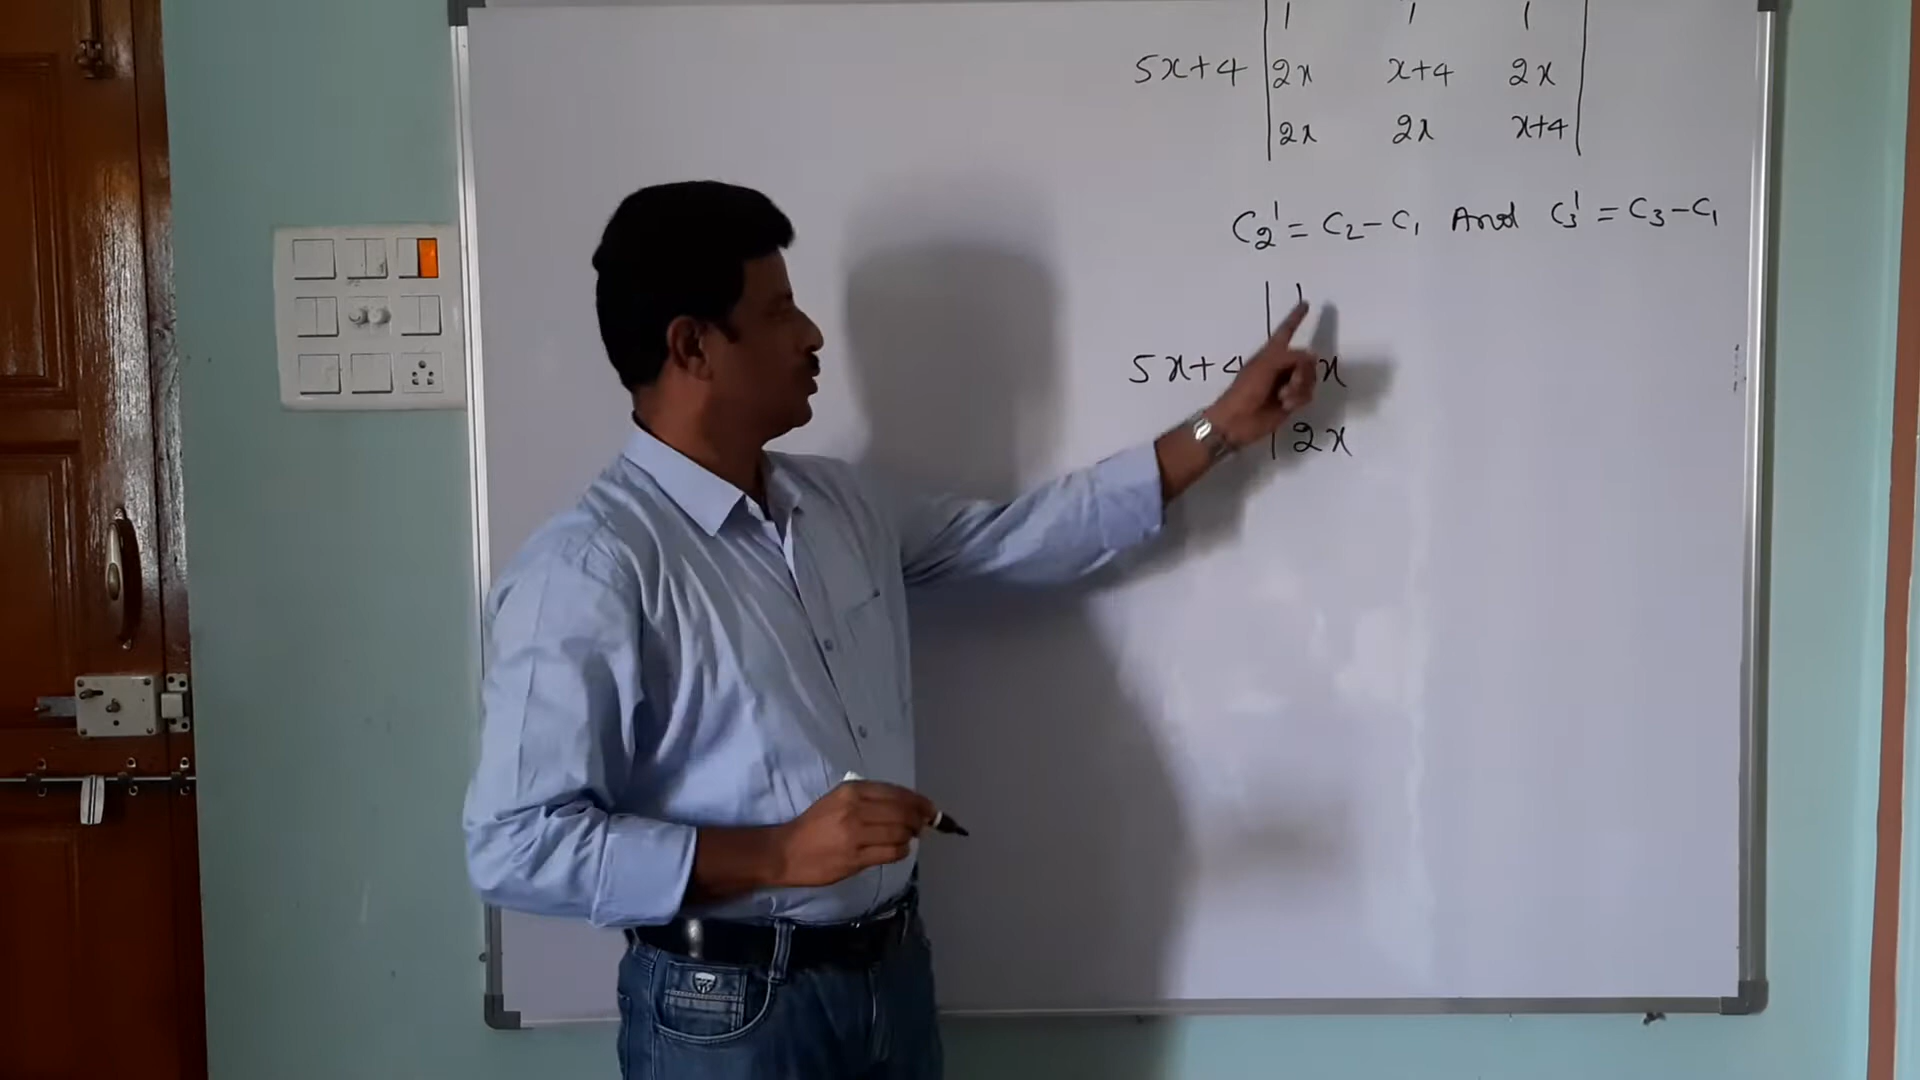 1 1 1
5x+4 2x x+4 2x
2x 2x x+4
C₂' = C₂-C₁ And C₃' = C₃-C₁
1
5x+4 x
2x